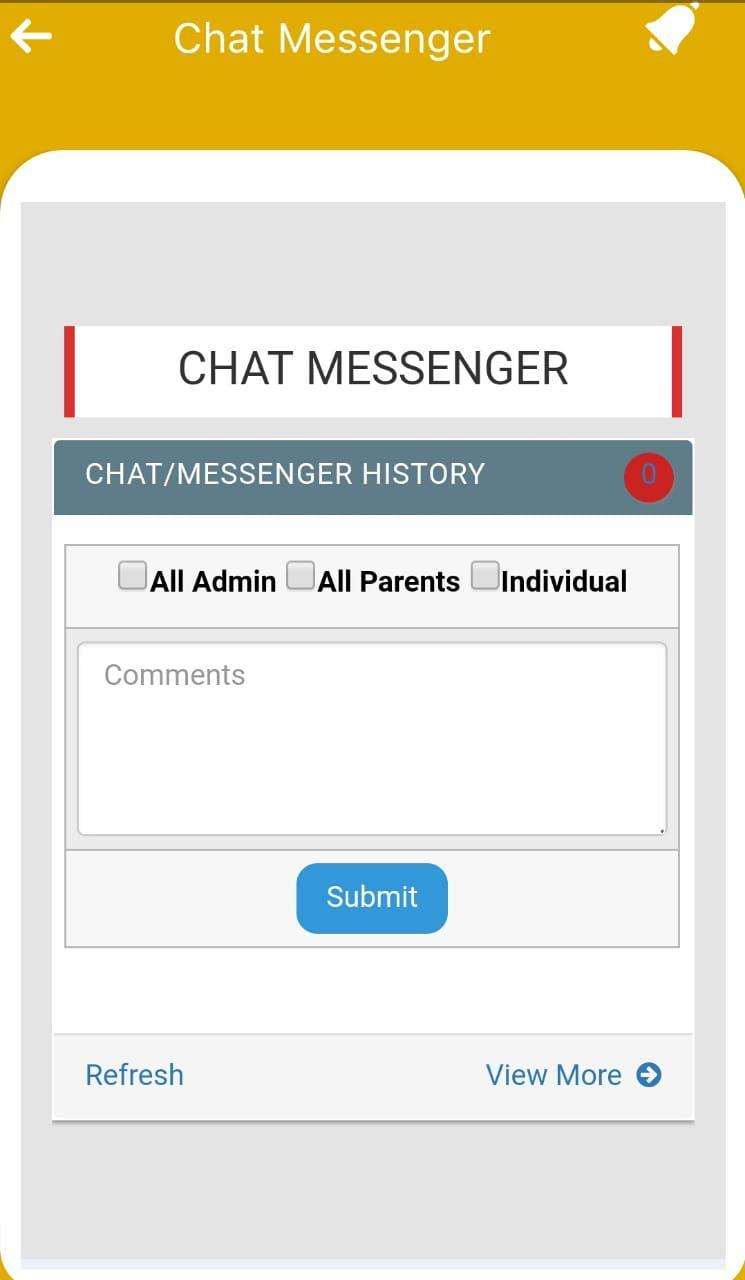 Chat Messenger
CHAT MESSENGER
CHAT/MESSENGER HISTORY 0
All Admin All Parents Individual
Comments
Submit
Refresh View More